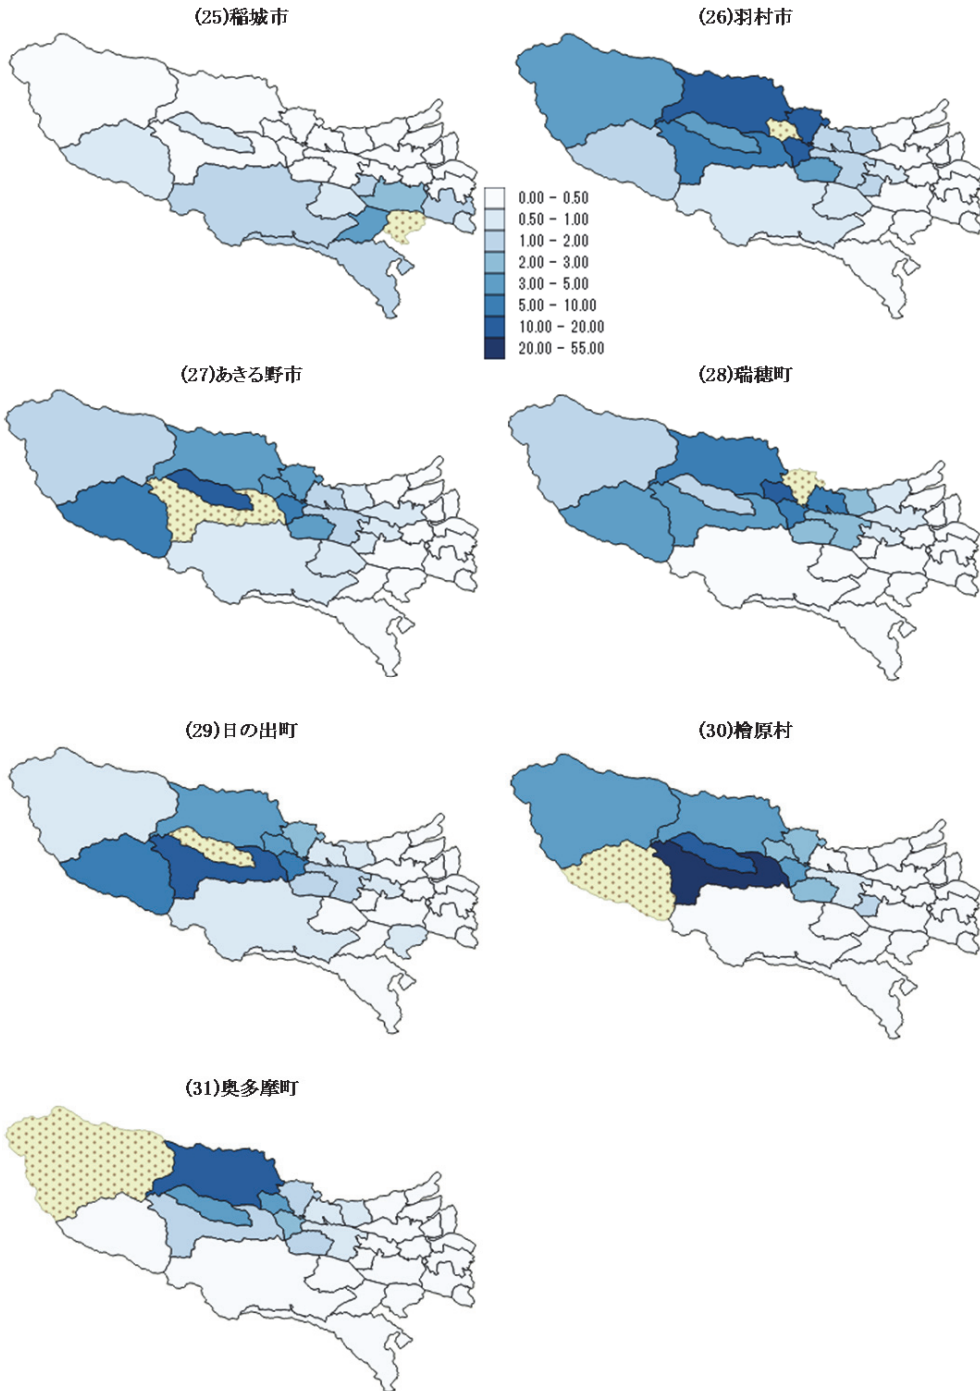 (25)稲城市
(26)羽村市
0.00 - 0.50
0.50 - 1.00
1.00 - 2.00
2.00 - 3.00
3.00 - 5.00
5.00 - 10.00
10.00 - 20.00
20.00 - 55.00
(27)あきる野市
(28)瑞穂町
(29)日の出町
(30)檜原村
(31)奥多摩町